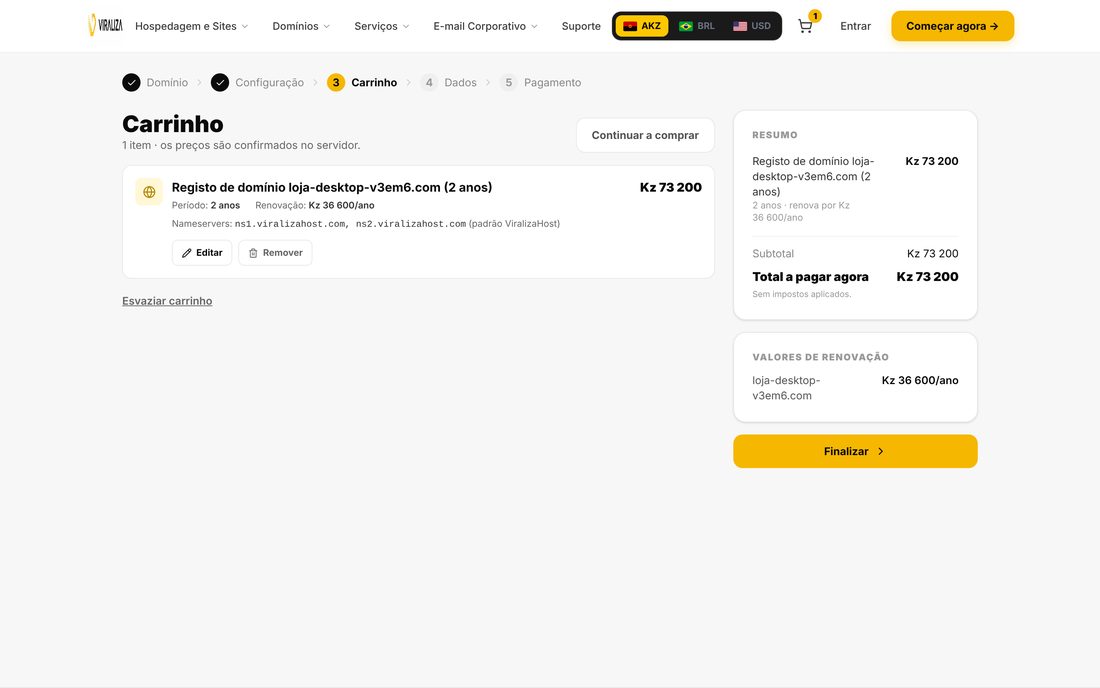 VIRALIZA Hospedagem e Sites Domínios Serviços E-mail Corporativo Suporte AKZ BRL USD 1 Entrar Começar agora →
Domínio Configuração 3 Carrinho 4 Dados 5 Pagamento
Carrinho
1 item · os preços são confirmados no servidor.
Continuar a comprar
Registo de domínio loja-desktop-v3em6.com (2 anos) Kz 73 200
Período: 2 anos Renovação: Kz 36 600/ano
Nameservers: ns1.viralizahost.com, ns2.viralizahost.com (padrão ViralizaHost)
Editar Remover
Esvaziar carrinho
RESUMO
Registo de domínio loja- Kz 73 200
desktop-v3em6.com (2
anos)
2 anos · renova por Kz
36 600/ano
Subtotal Kz 73 200
Total a pagar agora Kz 73 200
Sem impostos aplicados.
VALORES DE RENOVAÇÃO
loja-desktop- Kz 36 600/ano
v3em6.com
Finalizar